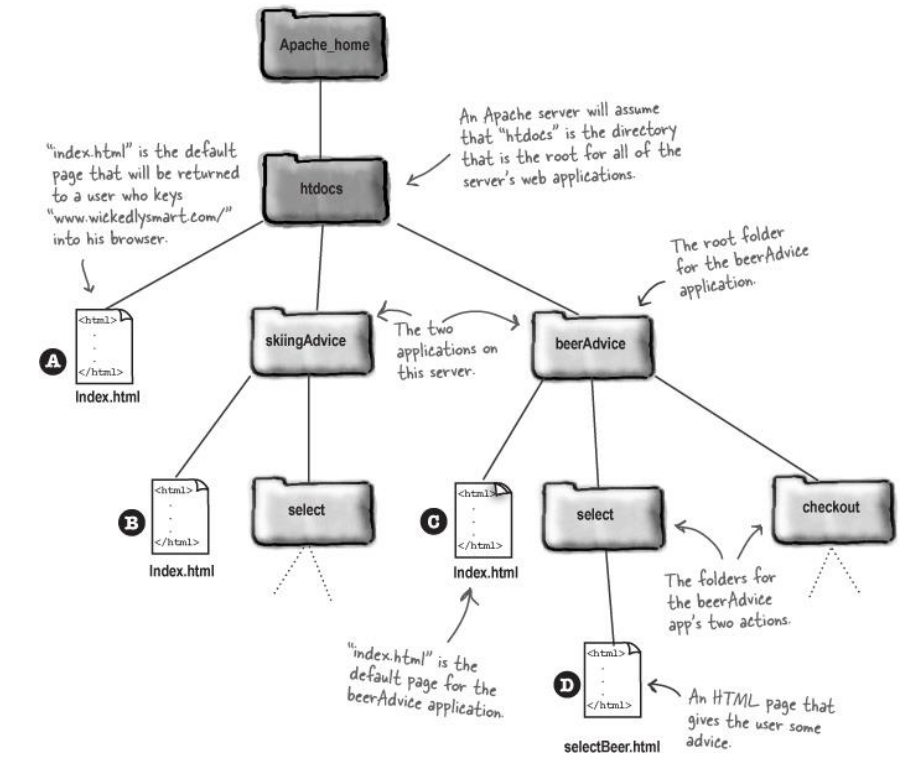 Apache_home
An Apache server will assume
that "htdocs" is the directory
that is the root for all of the
server's web applications.
"index.html" is the default
page that will be returned
to a user who keys
"www.wickedlysmart.com/"
into his browser.
htdocs
The root folder
for the beerAdvice
application.
<html>
.
.
.
</html>
A
Index.html
skiingAdvice
The two
applications on
this server.
beerAdvice
<html>
.
.
.
</html>
B
Index.html
select
<html>
.
.
.
</html>
C
Index.html
select
checkout
The folders for
the beerAdvice
app's two actions.
"index.html" is the
default page for the
beerAdvice application.
<html>
.
.
.
</html>
D
selectBeer.html
An HTML page that
gives the user some
advice.